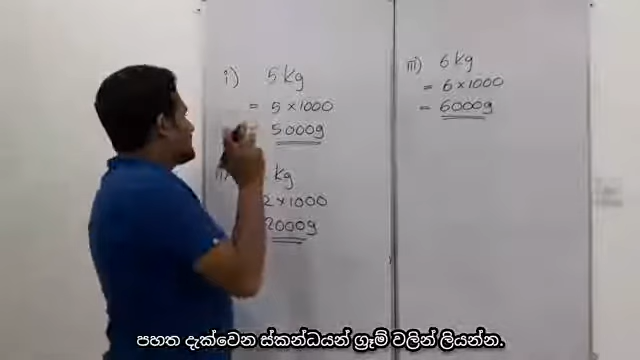 i) 5 kg
= 5 × 1000
5000g
kg
2 × 1000
2000g
iii) 6 kg
= 6 × 1000
= 6000g
පහත දැක්වෙන ස්කන්ධයන් ග්‍රෑම් වලින් ලියන්න.